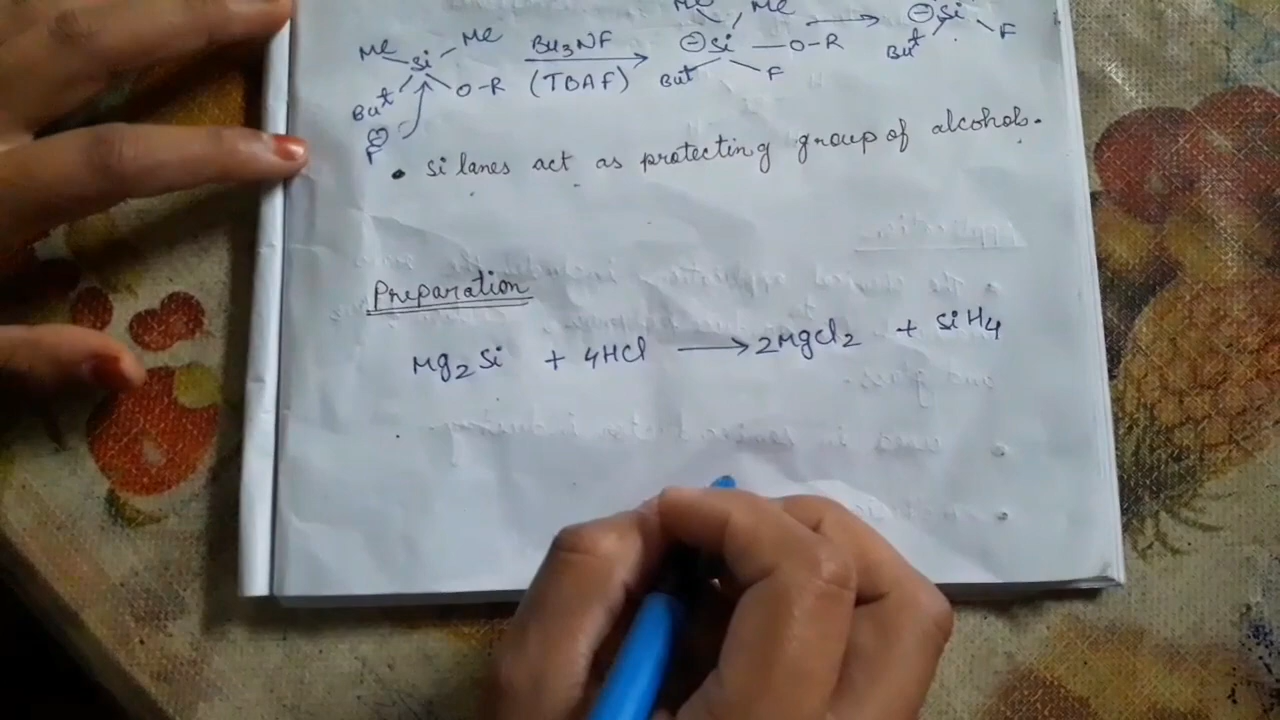 Me Me
⊖Si
Me Me
Si Bu3NF ⊖Si —O-R But F
But O-R (TBAF) But F
⊖
F
• Silanes act as protecting group of alcohols.
Preparation
Mg2Si + 4HCl ⟶ 2MgCl2 + SiH4